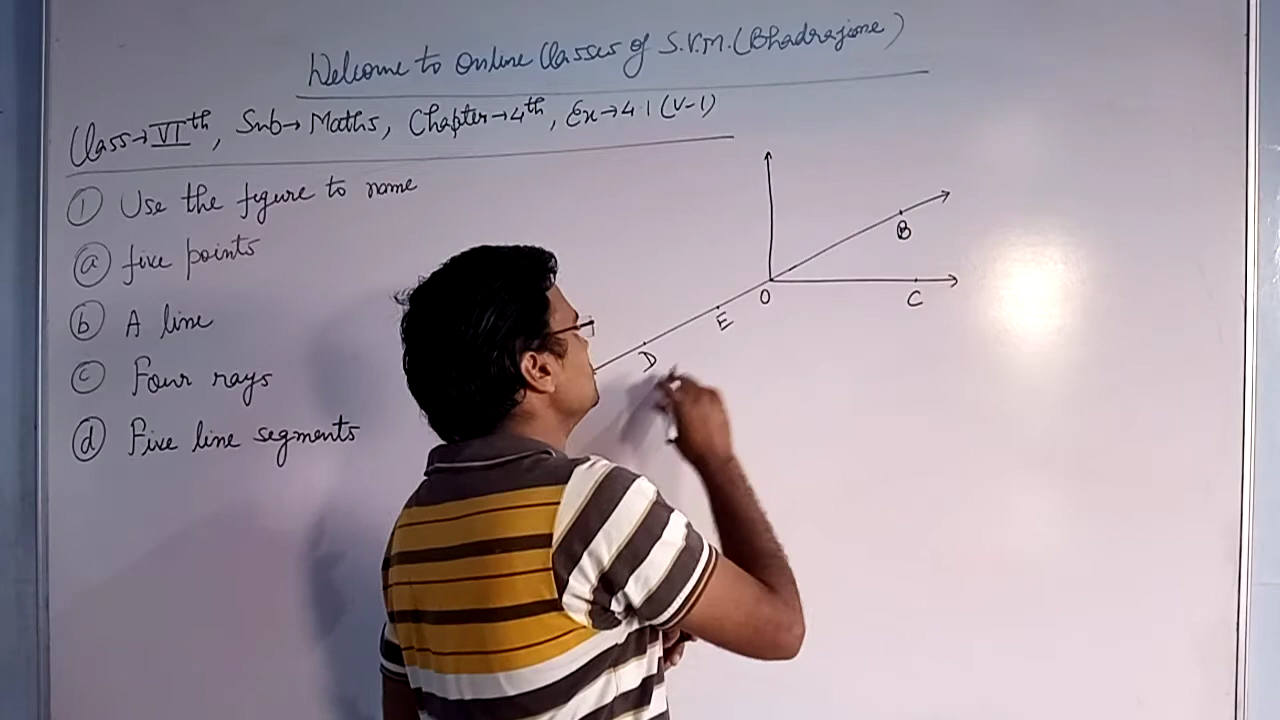 Welcome to Online Classes of S.V.M. (Bhadrajone)
Class→VIth, Sub→Maths, Chapter→4th, Ex→4.1 (V-1)
① Use the figure to name
ⓐ five points
ⓑ A line
ⓒ Four rays
ⓓ Five line segments
B
O
C
E
D